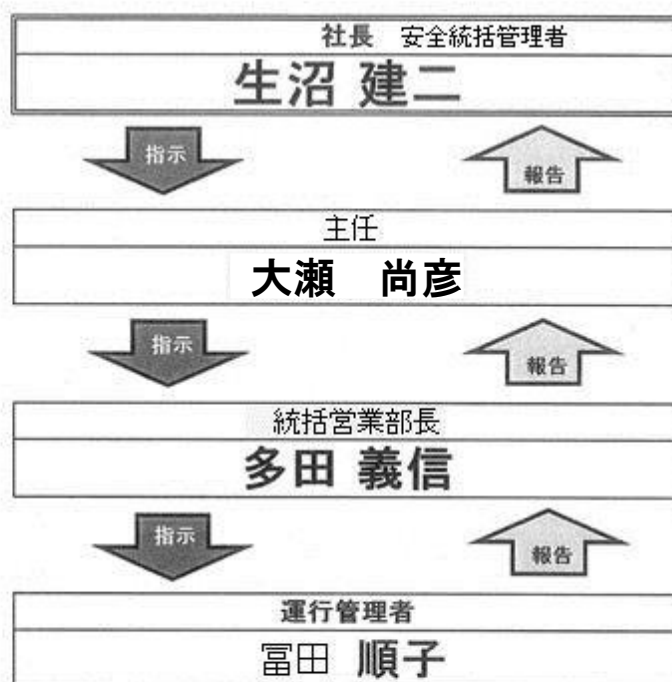 社長 安全統括管理者
生沼 建二
指示 報告
主任
大瀬 尚彦
指示 報告
統括営業部長
多田 義信
指示 報告
運行管理者
冨田 順子